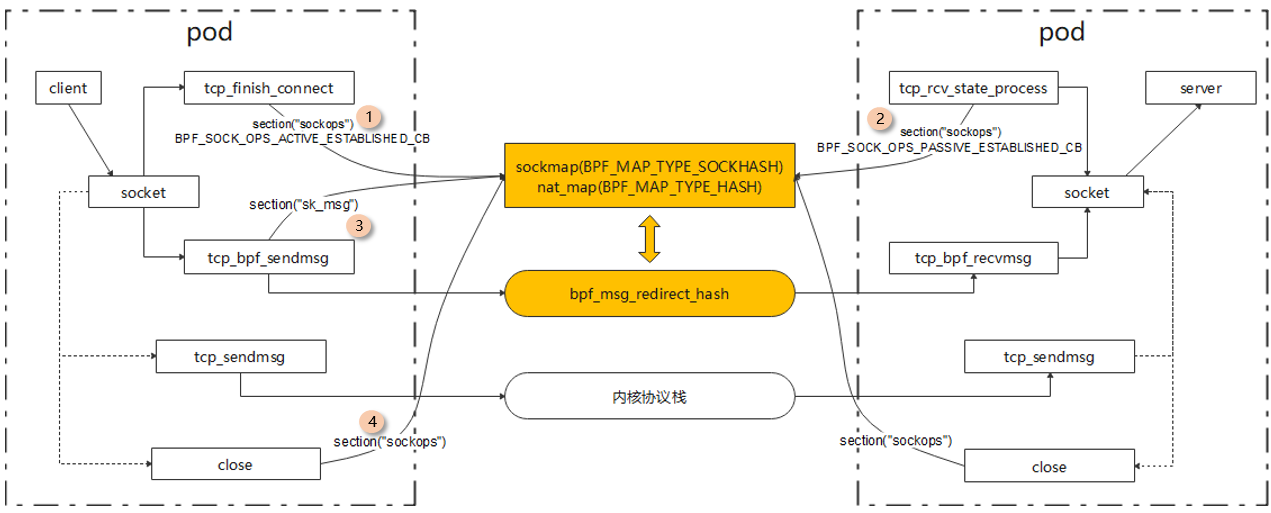 pod
pod
client
tcp_finish_connect
tcp_rcv_state_process
server
1
section("sockops")
BPF_SOCK_OPS_ACTIVE_ESTABLISHED_CB
2
section("sockops")
BPF_SOCK_OPS_PASSIVE_ESTABLISHED_CB
sockmap(BPF_MAP_TYPE_SOCKHASH)
nat_map(BPF_MAP_TYPE_HASH)
socket
socket
section("sk_msg")
3
tcp_bpf_sendmsg
tcp_bpf_recvmsg
bpf_msg_redirect_hash
tcp_sendmsg
tcp_sendmsg
内核协议栈
4
section("sockops")
section("sockops")
close
close